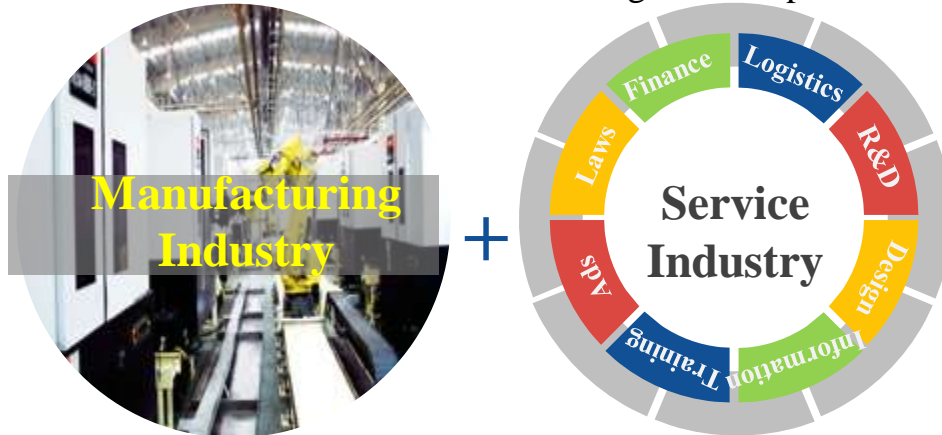 Manufacturing
Industry
+
Service
Industry
Finance
Logistics
R&D
Design
Information
Training
Ads
Laws